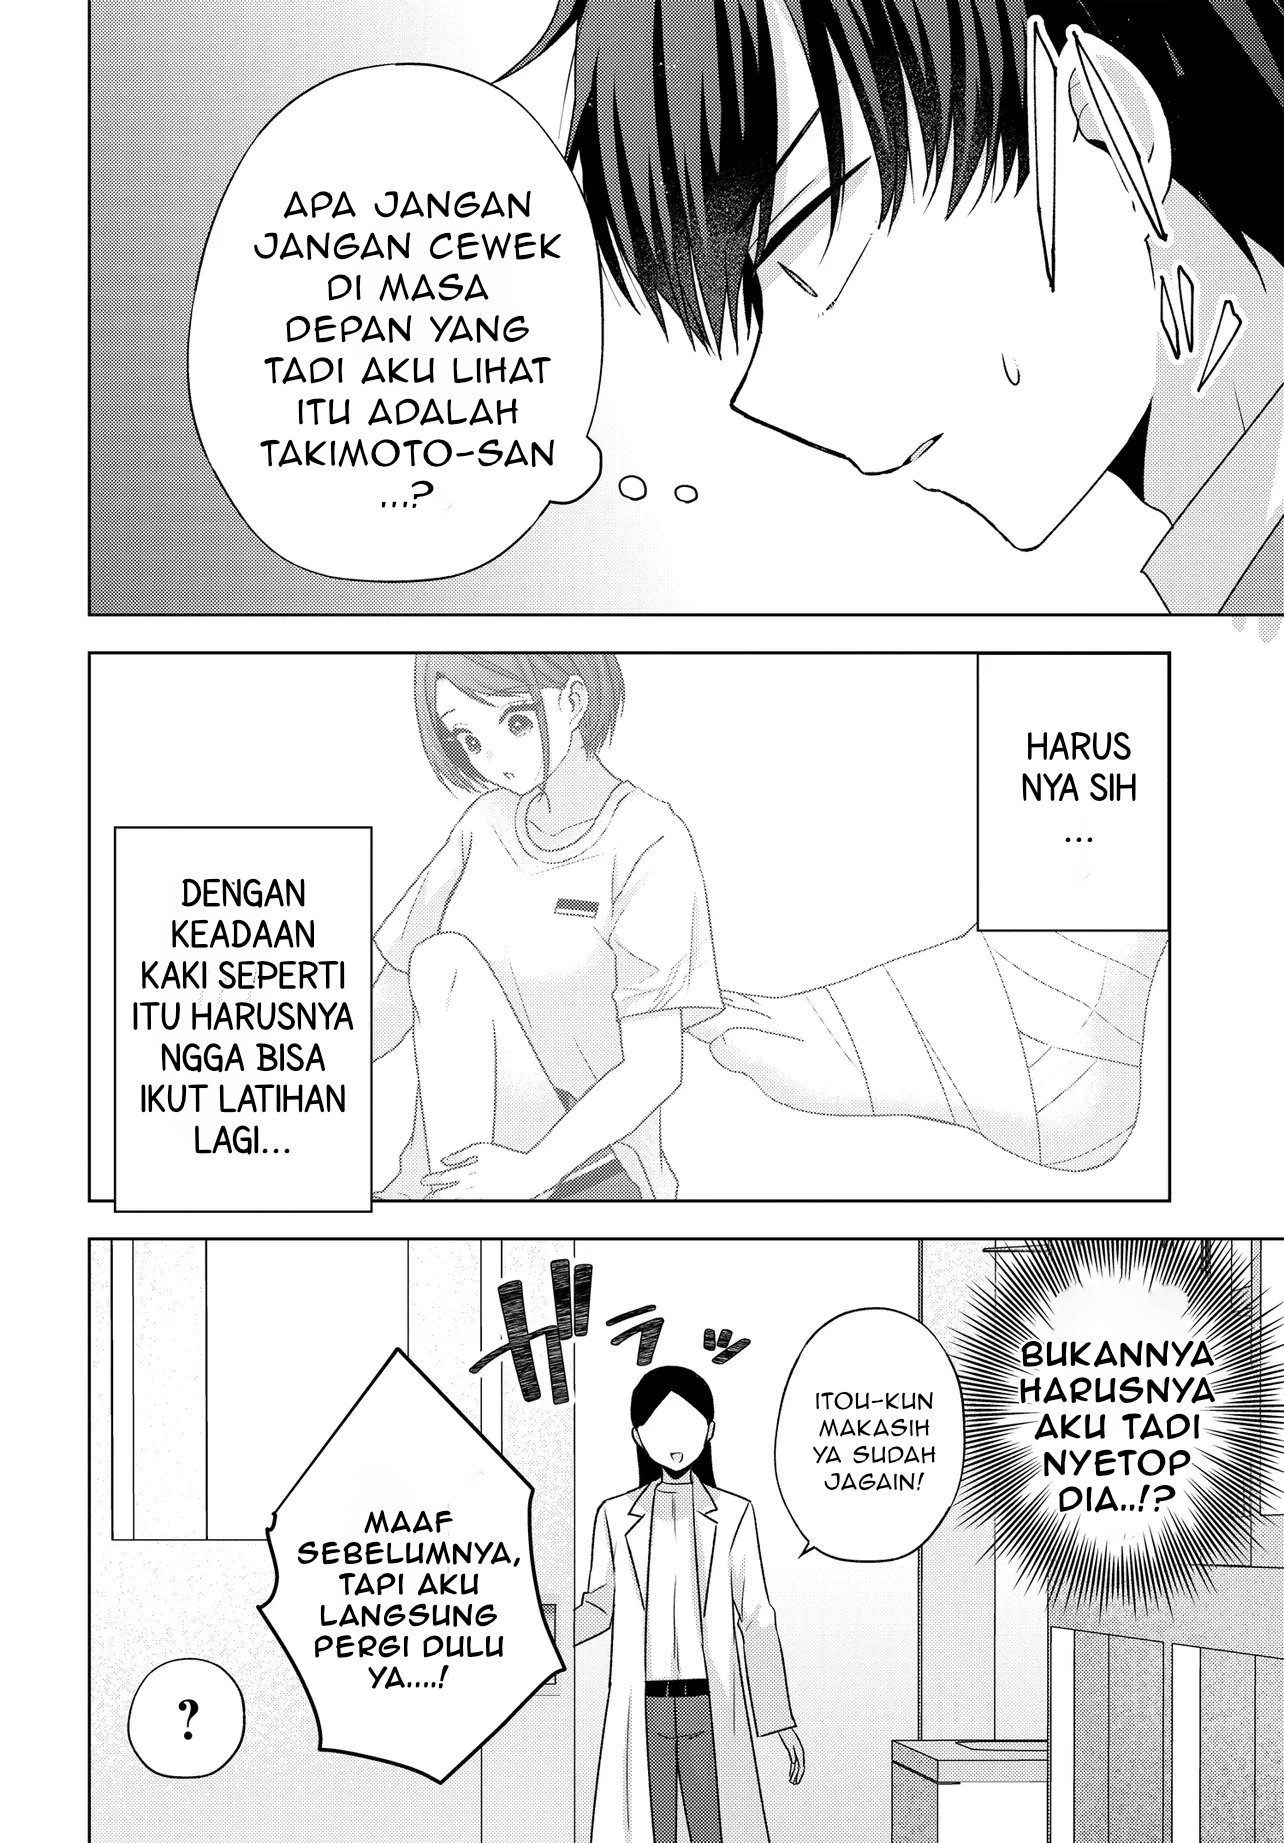 APA JANGAN
JANGAN CEWEK
DI MASA
DEPAN YANG
TADI AKU LIHAT
ITU ADALAH
TAKIMOTO-SAN
...?
HARUS
NYA SIH
...
DENGAN
KEADAAN
KAKI SEPERTI
ITU HARUSNYA
NGGA BISA
IKUT LATIHAN
LAGI...
BUKANNYA
HARUSNYA
AKU TADI
NYETOP
DIA..!?
ITOU-KUN
MAKASIH
YA SUDAH
JAGAIN!
ガラッ
MAAF
SEBELUMNYA,
TAPI AKU
LANGSUNG
PERGI DULU
YA....!
?